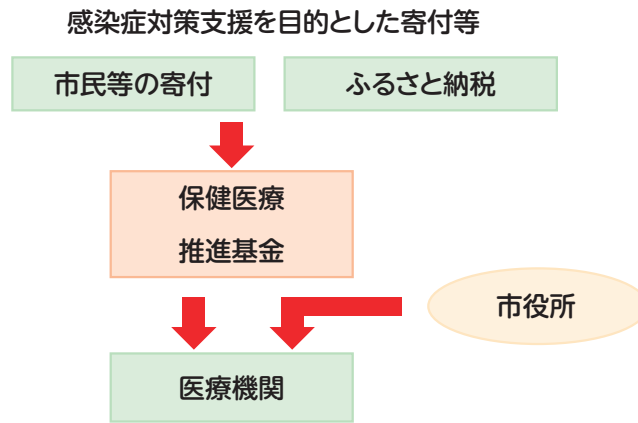 感染症対策支援を目的とした寄付等
市民等の寄付
ふるさと納税
保健医療
推進基金
市役所
医療機関